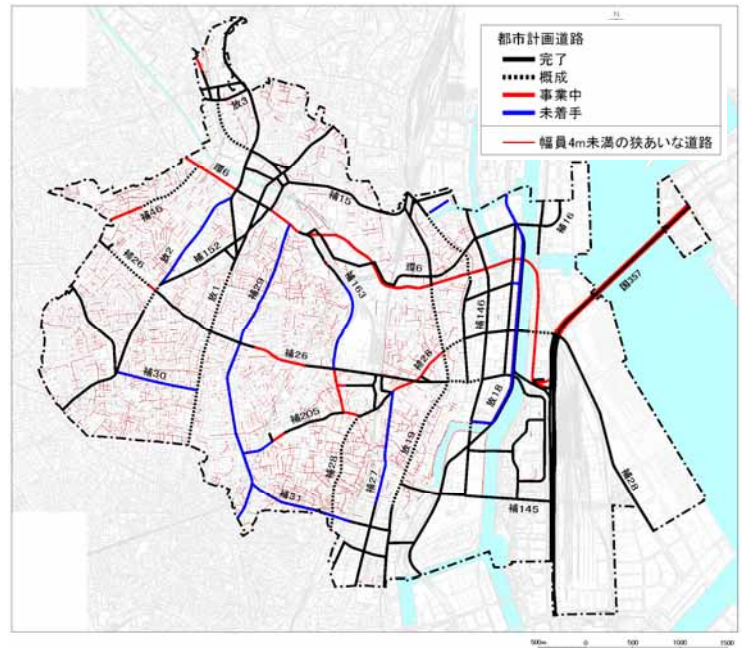 N
都市計画道路
完了
概成
事業中
未着手
幅員4m未満の狭あいな道路
放3
環6
補46
補15
補16
放2
補152
補26
環6
国357
放1
補29
補163
補146
補26
補28
補30
放18
補205
放19
補28
補27
補28
補31
補145
500m 0 500 1000 1500